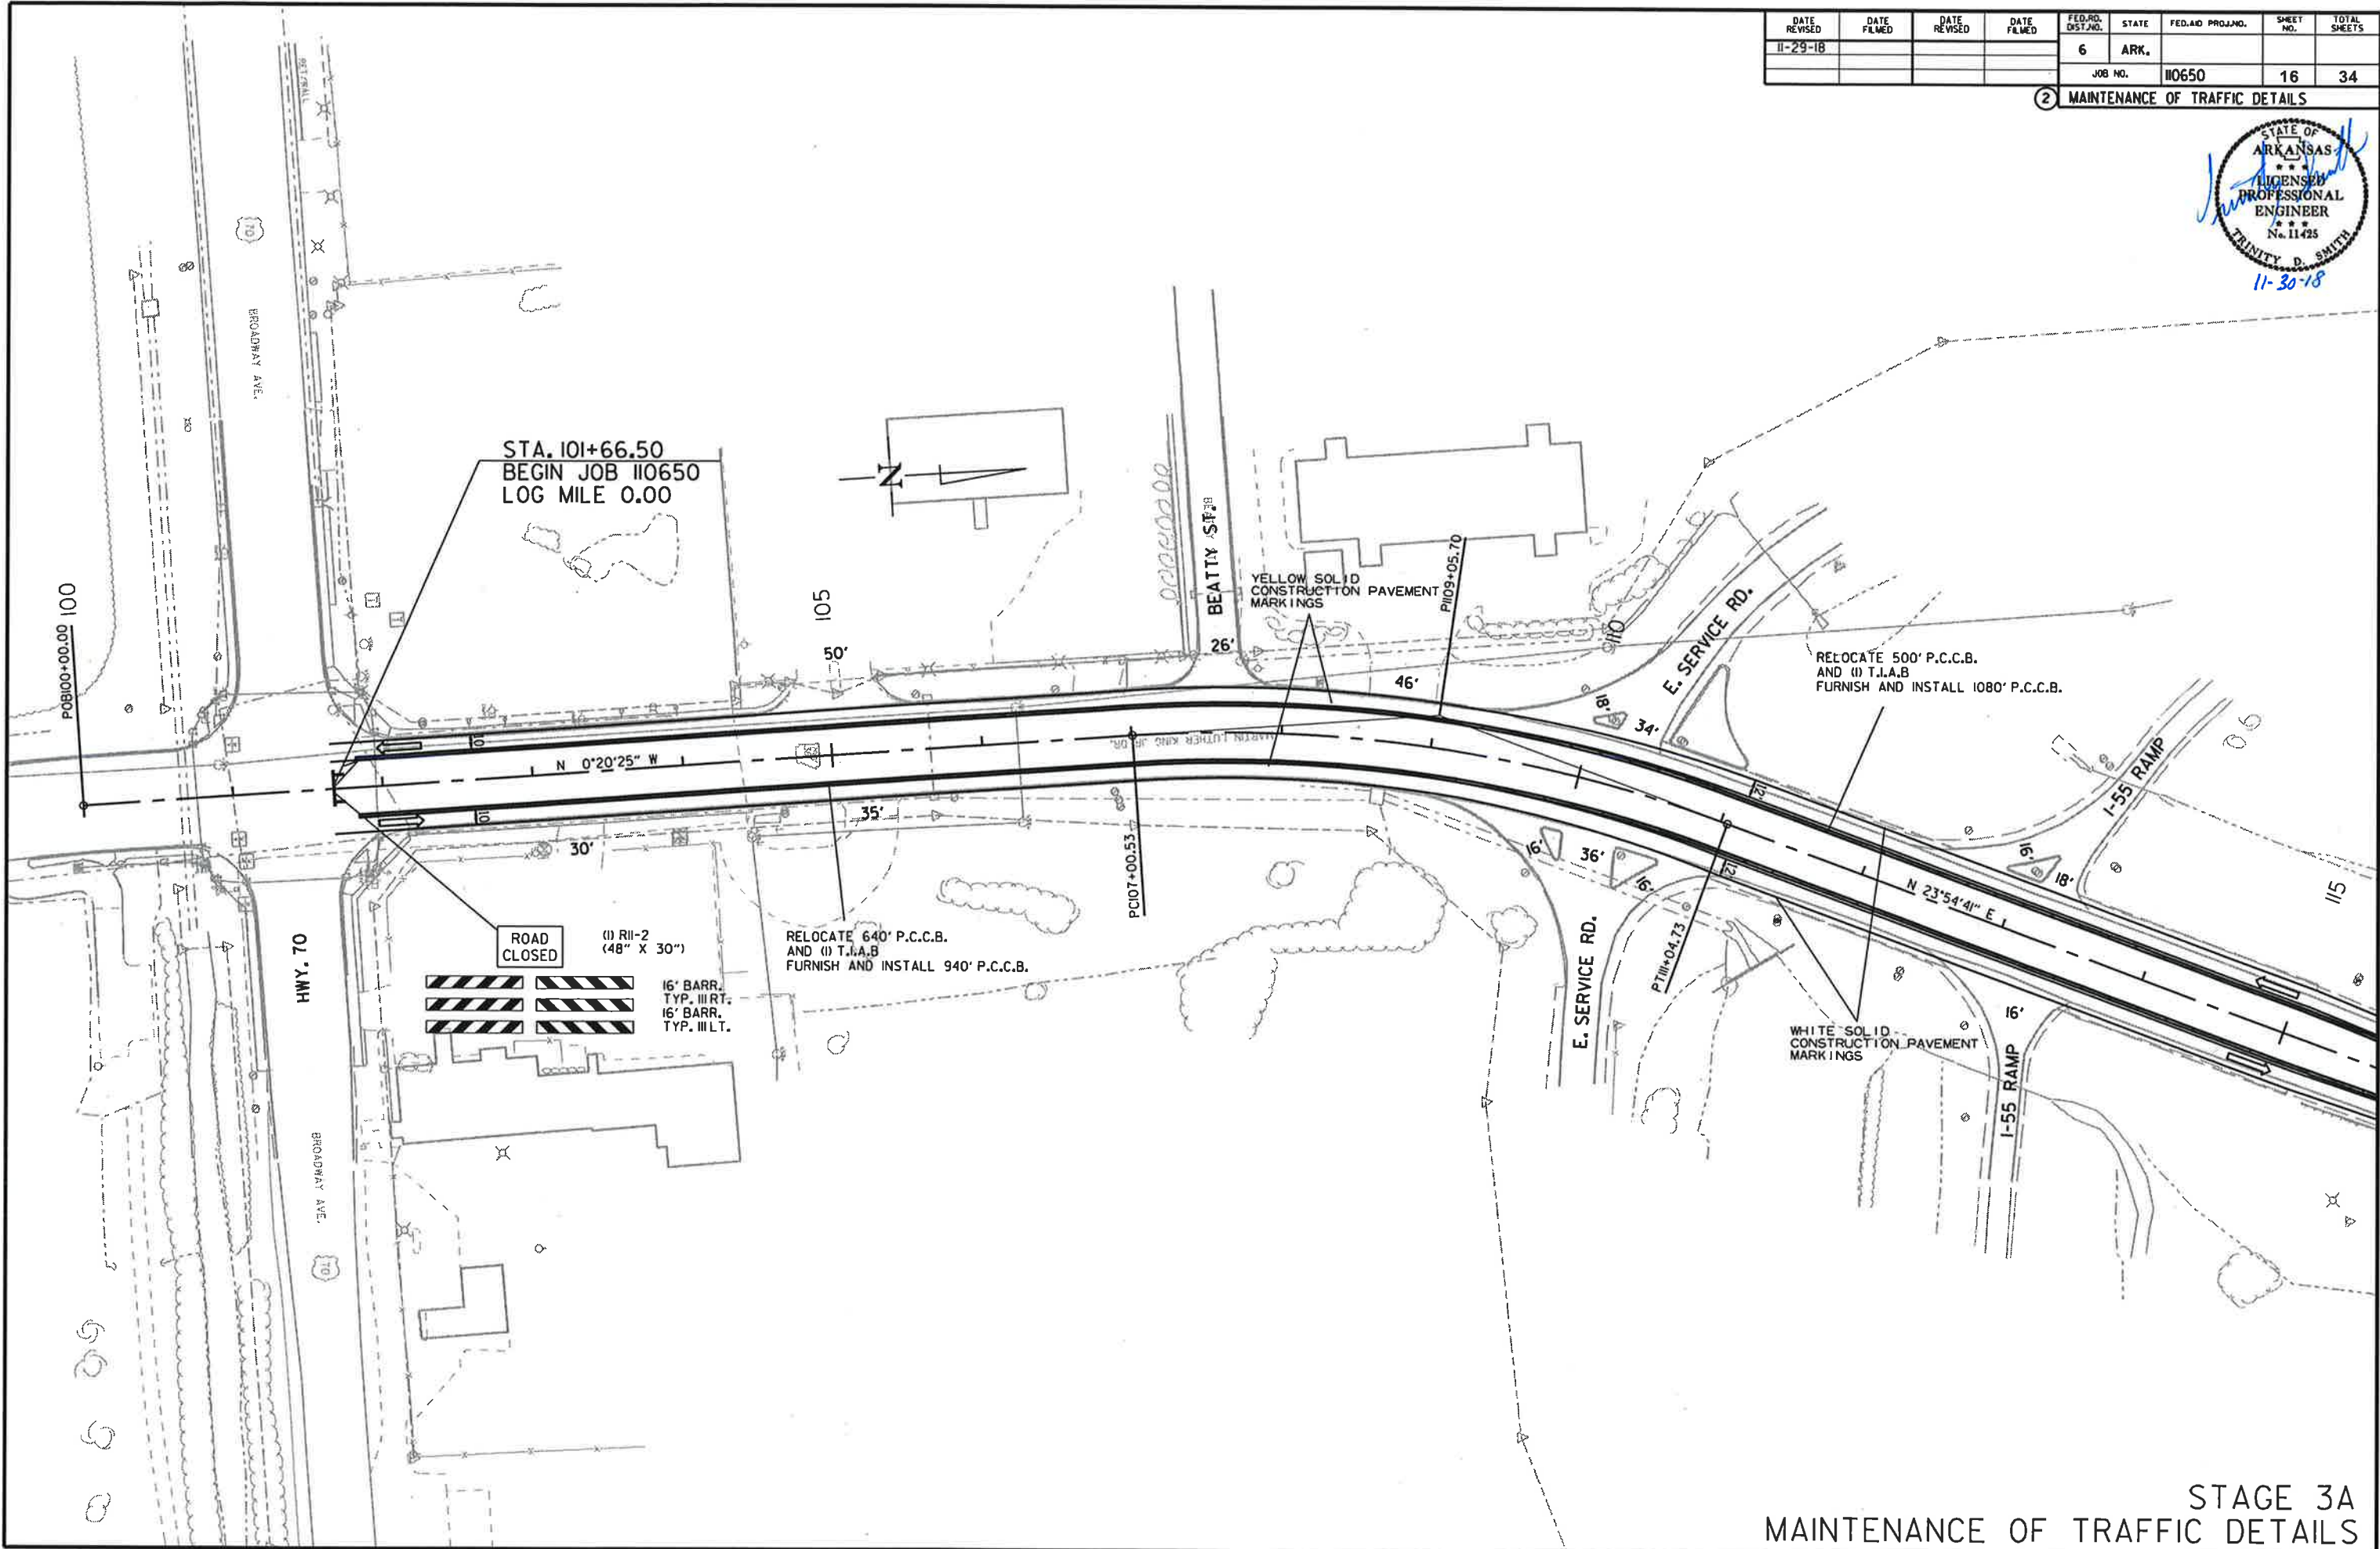 DATE REVISED
DATE FILMED
DATE REVISED
DATE FILMED
FED.RD. DIST.NO.
STATE
FED.AID PROJ.NO.
SHEET NO.
TOTAL SHEETS
11-29-18
6
ARK.
JOB NO.
110650
16
34
2
MAINTENANCE OF TRAFFIC DETAILS
STATE OF
ARKANSAS
LICENSED
PROFESSIONAL
ENGINEER
No. 11425
TRINITY D. SMITH
11-30-18
RET.WALL
70
BROADWAY AVE.
STA. 101+66.50
BEGIN JOB 110650
LOG MILE 0.00
N
POB100+00.00
100
105
50'
BEATTY ST.
26'
YELLOW SOLID
CONSTRUCTION PAVEMENT
MARKINGS
PI109+05.70
46'
110
E. SERVICE RD.
18'
34'
RELOCATE 500' P.C.C.B.
AND (1) T.I.A.B
FURNISH AND INSTALL 1080' P.C.C.B.
I-55 RAMP
10'
N 0°20'25" W
MARTIN LUTHER KING JR. DR.
12'
10'
35'
30'
PC107+00.53
16'
36'
16'
12'
16'
18'
N 23°54'41" E
115
HWY. 70
ROAD
CLOSED
(1) R11-2
(48" X 30")
16' BARR.
TYP. III RT.
16' BARR.
TYP. III LT.
RELOCATE 640' P.C.C.B.
AND (1) T.I.A.B
FURNISH AND INSTALL 940' P.C.C.B.
E. SERVICE RD.
PT111+04.73
WHITE SOLID
CONSTRUCTION PAVEMENT
MARKINGS
16'
I-55 RAMP
BROADWAY AVE.
70
STAGE 3A
MAINTENANCE OF TRAFFIC DETAILS